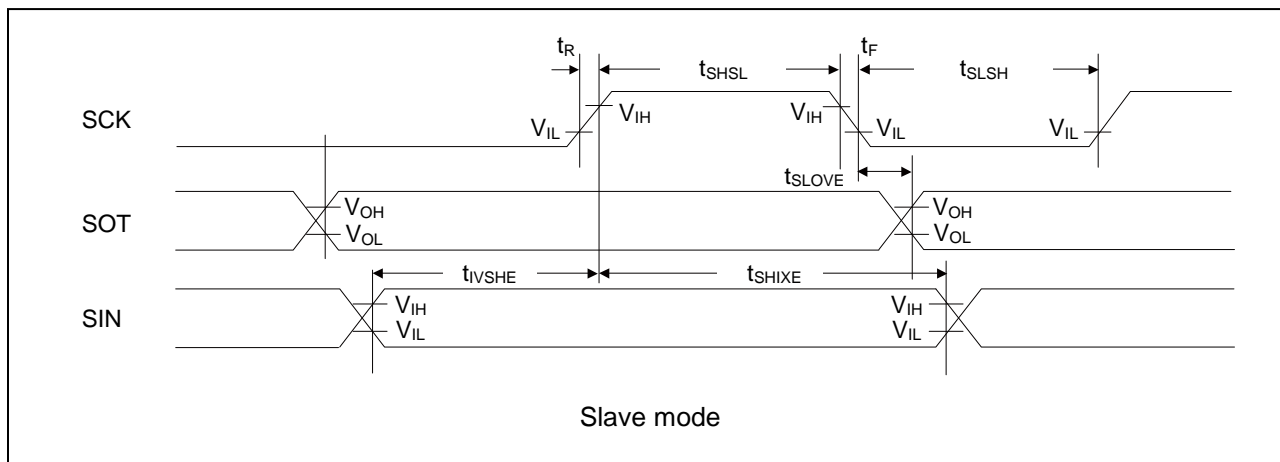 tR tF
tSHSL tSLSH
SCK VIL VIH VIH VIL VIL
tSLOVE
SOT VOH VOL VOH VOL
tIVSHE tSHIXE
SIN VIH VIL VIH VIL
Slave mode